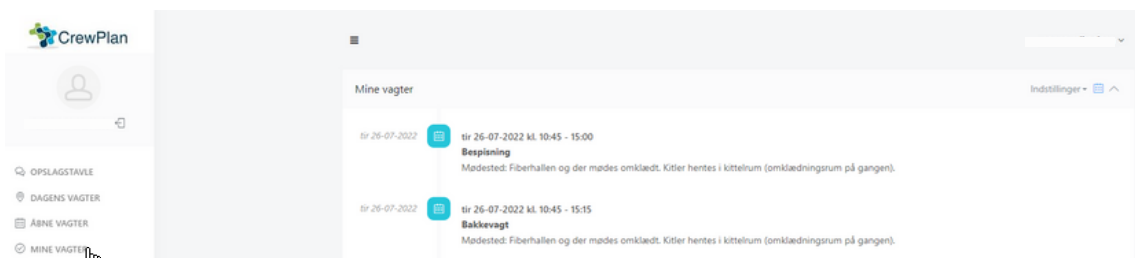 CrewPlan
OPSLAGSTAVLE
DAGENS VAGTER
ÅBNE VAGTER
MINE VAGTER
Mine vagter
Indstillinger
tir 26-07-2022
tir 26-07-2022 kl. 10:45 - 15:00
Bespisning
Mødested: Fiberhallen og der mødes omklædt. Kitler hentes i kittelrum (omklædningsrum på gangen).
tir 26-07-2022
tir 26-07-2022 kl. 10:45 - 15:15
Bakkevagt
Mødested: Fiberhallen og der mødes omklædt. Kitler hentes i kittelrum (omklædningsrum på gangen).